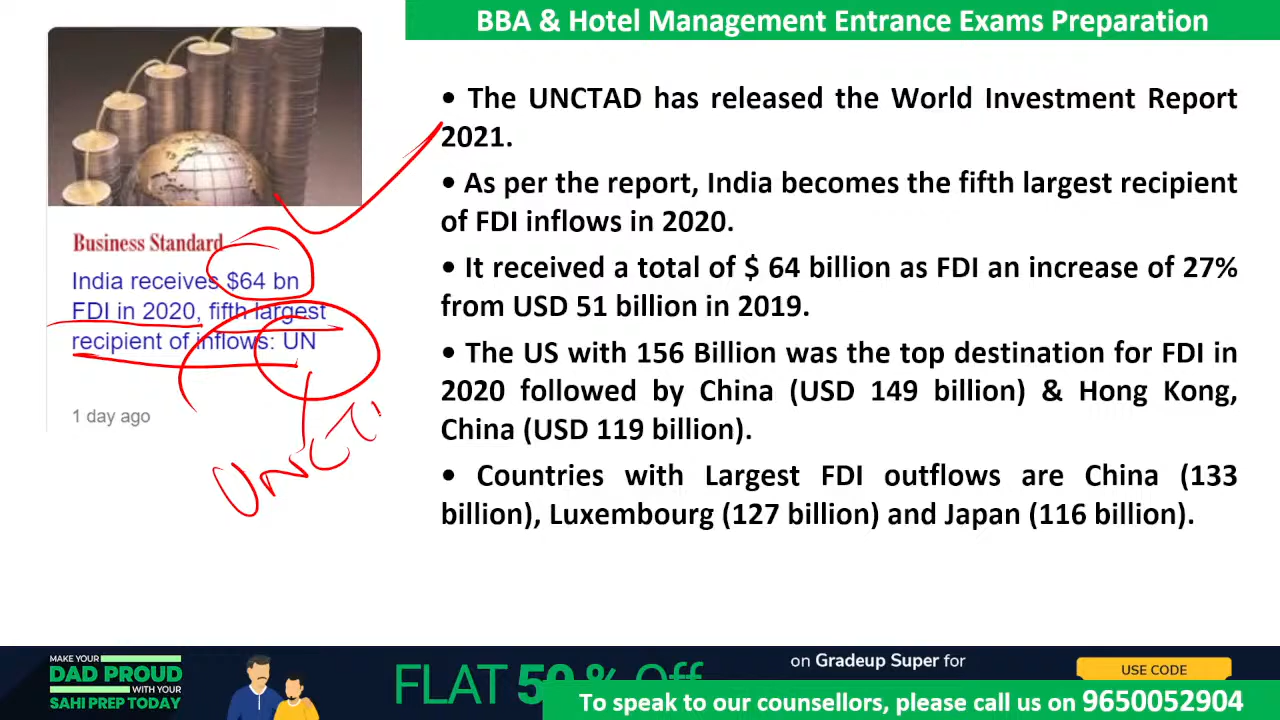 BBA & Hotel Management Entrance Exams Preparation
• The UNCTAD has released the World Investment Report
2021.
• As per the report, India becomes the fifth largest recipient
of FDI inflows in 2020.
• It received a total of $ 64 billion as FDI an increase of 27%
from USD 51 billion in 2019.
• The US with 156 Billion was the top destination for FDI in
2020 followed by China (USD 149 billion) & Hong Kong,
China (USD 119 billion).
• Countries with Largest FDI outflows are China (133
billion), Luxembourg (127 billion) and Japan (116 billion).
Business Standard
India receives $64 bn
FDI in 2020, fifth largest
recipient of inflows: UN
1 day ago
UNCT
MAKE YOUR
DAD PROUD
WITH YOUR
SAHI PREP TODAY
FLAT 50% Off
on Gradeup Super for
USE CODE
To speak to our counsellors, please call us on 9650052904